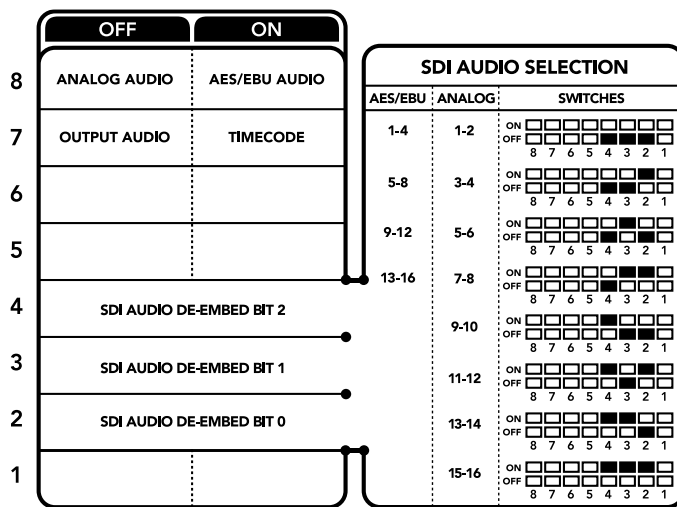 OFF ON
8 ANALOG AUDIO AES/EBU AUDIO
7 OUTPUT AUDIO TIMECODE
6
5
4 SDI AUDIO DE-EMBED BIT 2
3 SDI AUDIO DE-EMBED BIT 1
2 SDI AUDIO DE-EMBED BIT 0
1
SDI AUDIO SELECTION
AES/EBU ANALOG SWITCHES
1-4 1-2 ON
OFF
8 7 6 5 4 3 2 1
5-8 3-4 ON
OFF
8 7 6 5 4 3 2 1
9-12 5-6 ON
OFF
8 7 6 5 4 3 2 1
13-16 7-8 ON
OFF
8 7 6 5 4 3 2 1
9-10 ON
OFF
8 7 6 5 4 3 2 1
11-12 ON
OFF
8 7 6 5 4 3 2 1
13-14 ON
OFF
8 7 6 5 4 3 2 1
15-16 ON
OFF
8 7 6 5 4 3 2 1